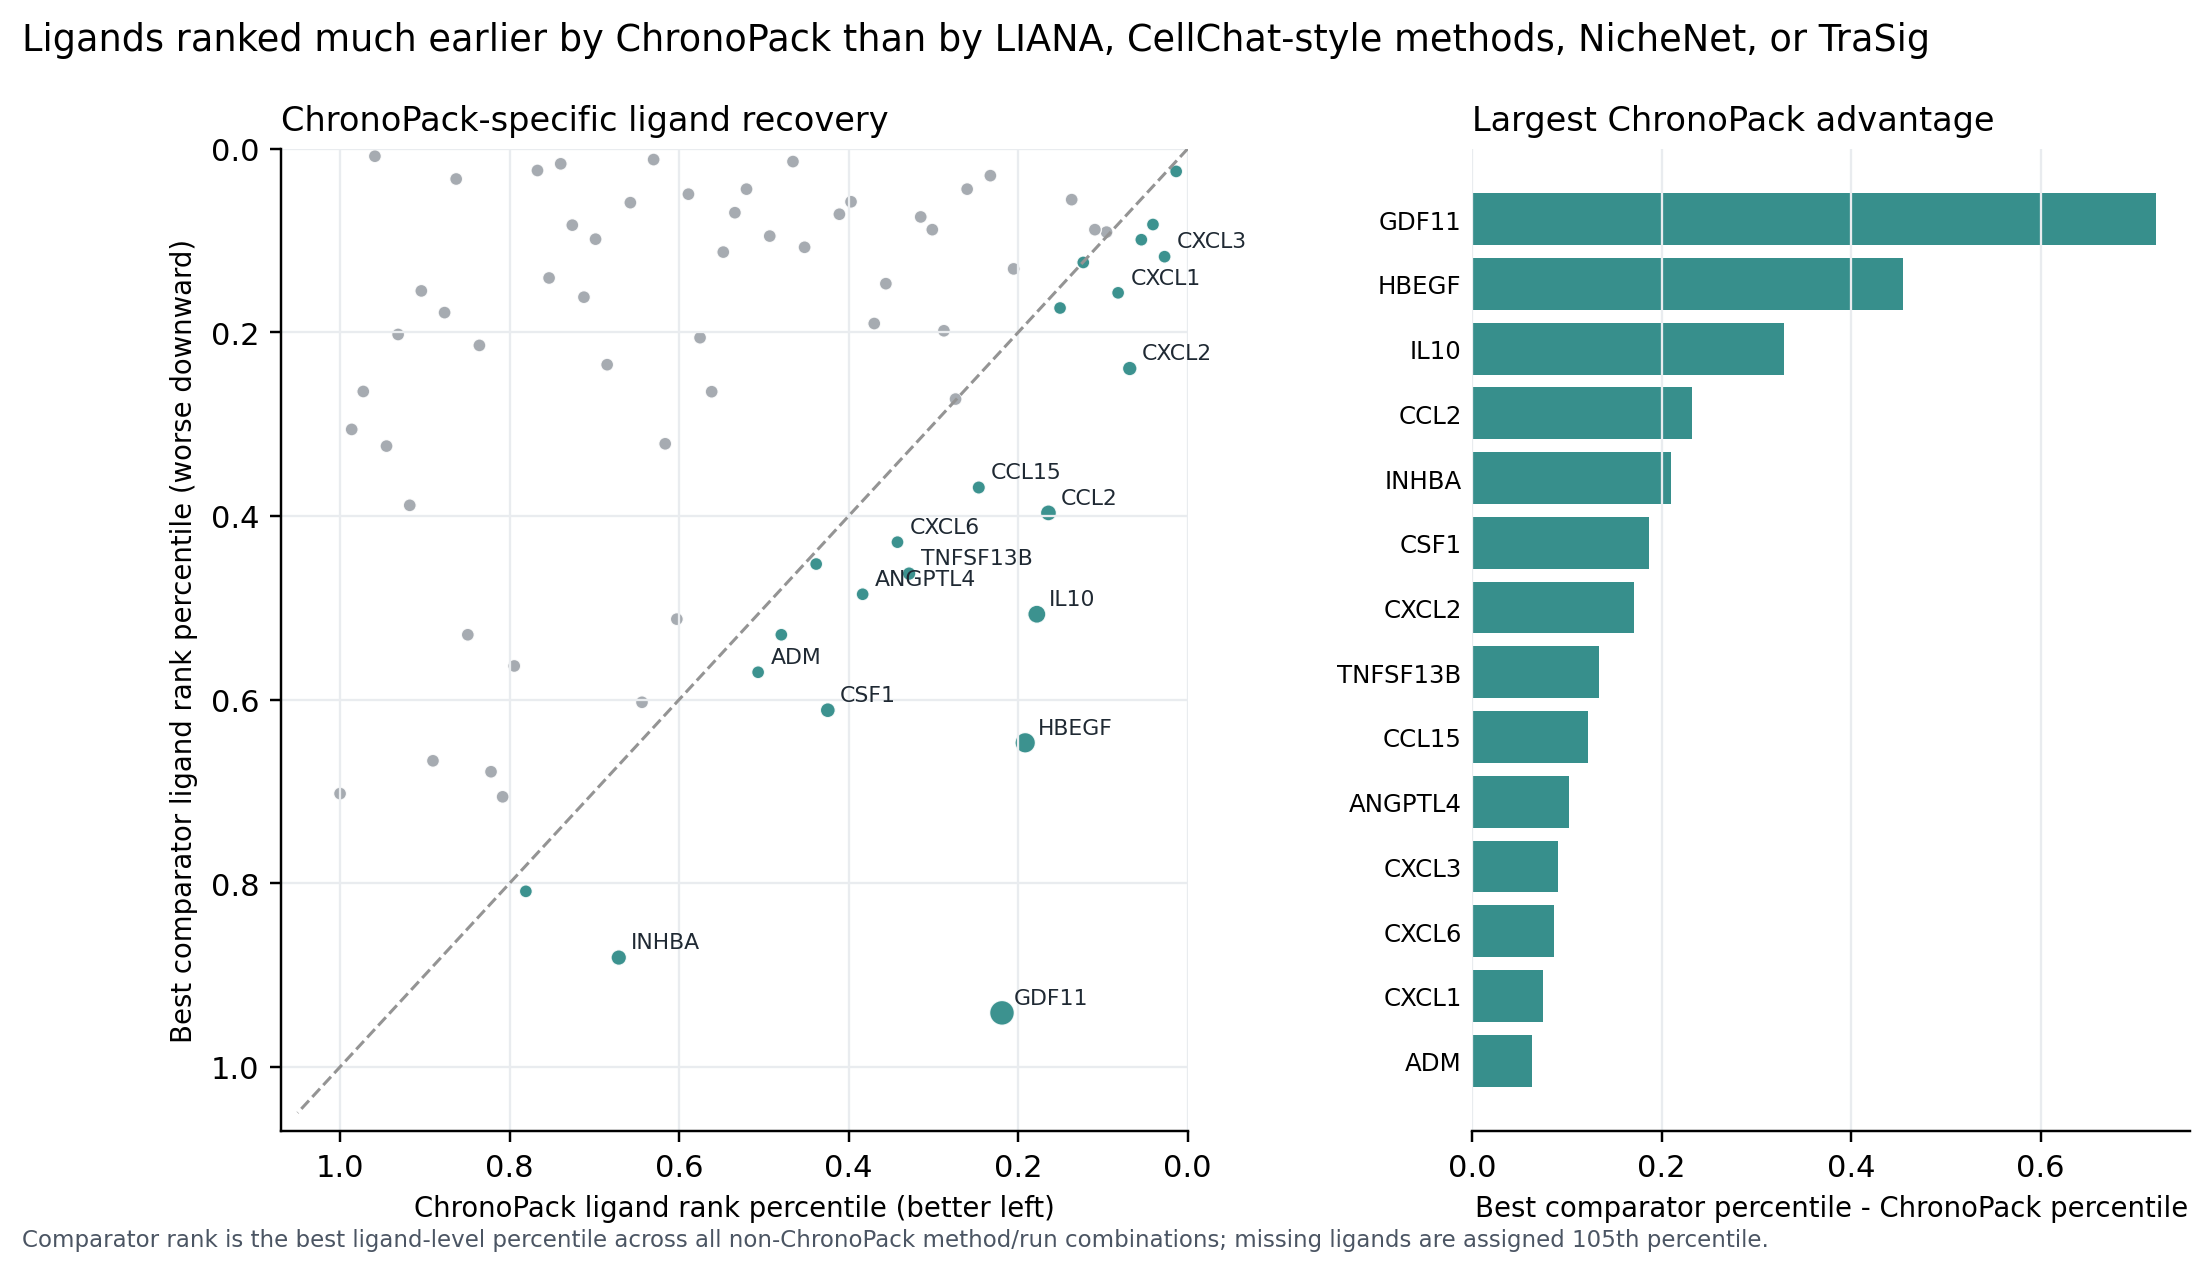 Ligands ranked much earlier by ChronoPack than by LIANA, CellChat-style methods, NicheNet, or TraSig
ChronoPack-specific ligand recovery
Best comparator ligand rank percentile (worse downward)
0.0
0.2
0.4
0.6
0.8
1.0
CXCL3
CXCL1
CXCL2
CCL15
CCL2
CXCL6
TNFSF13B
ANGPTL4
IL10
ADM
CSF1
HBEGF
INHBA
GDF11
1.0 0.8 0.6 0.4 0.2 0.0
ChronoPack ligand rank percentile (better left)
Largest ChronoPack advantage
GDF11
HBEGF
IL10
CCL2
INHBA
CSF1
CXCL2
TNFSF13B
CCL15
ANGPTL4
CXCL3
CXCL6
CXCL1
ADM
0.0 0.2 0.4 0.6
Best comparator percentile - ChronoPack percentile
Comparator rank is the best ligand-level percentile across all non-ChronoPack method/run combinations; missing ligands are assigned 105th percentile.